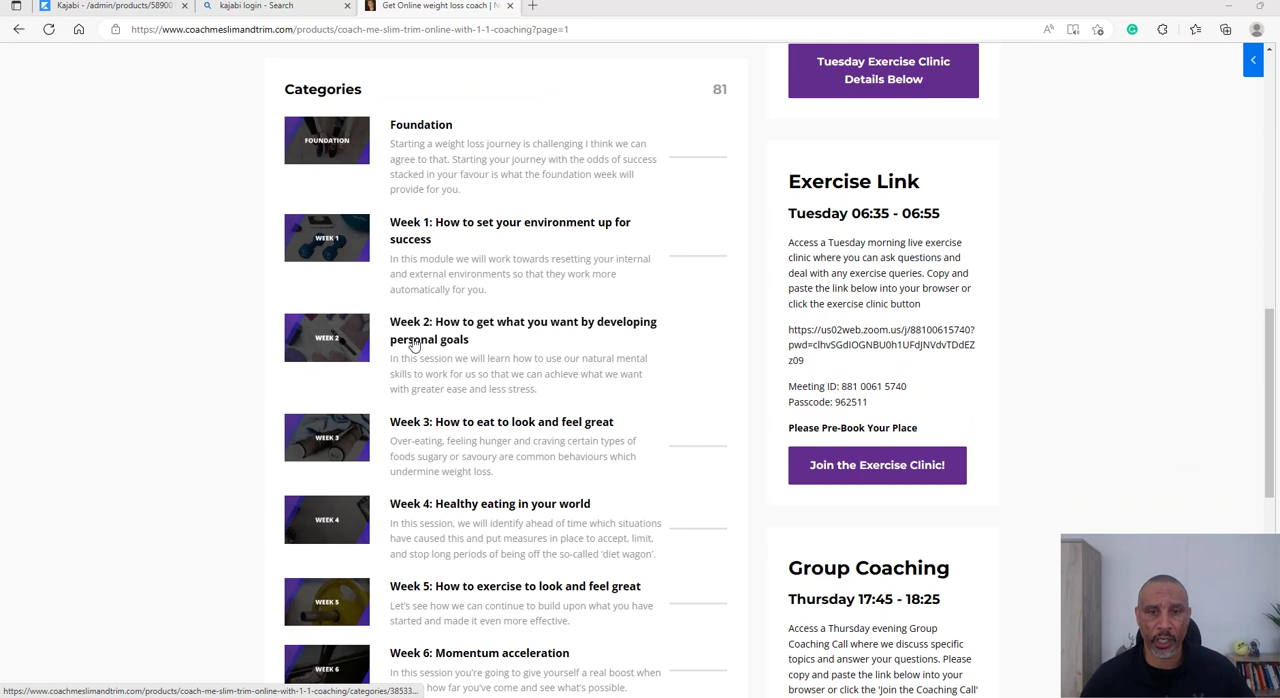 Kajabi - /admin/products/58900
kajabi login - Search
Get Online weight loss coach | N
https://www.coachmeslimandtrim.com/products/coach-me-slim-trim-online-with-1-1-coaching?page=1
Categories
81
FOUNDATION
Foundation
Starting a weight loss journey is challenging I think we can
agree to that. Starting your journey with the odds of success
stacked in your favour is what the foundation week will
provide for you.
WEEK 1
Week 1: How to set your environment up for
success
In this module we will work towards resetting your internal
and external environments so that they work more
automatically for you.
WEEK 2
Week 2: How to get what you want by developing
personal goals
In this session we will learn how to use our natural mental
skills to work for us so that we can achieve what we want
with greater ease and less stress.
WEEK 3
Week 3: How to eat to look and feel great
Over-eating, feeling hunger and craving certain types of
foods sugary or savoury are common behaviours which
undermine weight loss.
WEEK 4
Week 4: Healthy eating in your world
In this session, we will identify ahead of time which situations
have caused this and put measures in place to accept, limit,
and stop long periods of being off the so-called ‘diet wagon’.
WEEK 5
Week 5: How to exercise to look and feel great
Let’s see how we can continue to build upon what you have
started and made it even more effective.
WEEK 6
Week 6: Momentum acceleration
In this session you’re going to give yourself a real boost when
how far you’ve come and see what’s possible.
https://www.coachmeslimandtrim.com/products/coach-me-slim-trim-online-with-1-1-coaching/categories/38533...
Tuesday Exercise Clinic
Details Below
Exercise Link
Tuesday 06:35 - 06:55
Access a Tuesday morning live exercise
clinic where you can ask questions and
deal with any exercise queries. Copy and
paste the link below into your browser or
click the exercise clinic button
https://us02web.zoom.us/j/88100615740?
pwd=clhvSGdIOGNBU0h1UFdJNVdvTDdEZ
z09
Meeting ID: 881 0061 5740
Passcode: 962511
Please Pre-Book Your Place
Join the Exercise Clinic!
Group Coaching
Thursday 17:45 - 18:25
Access a Thursday evening Group
Coaching Call where we discuss specific
topics and answer your questions. Please
copy and paste the link below into your
browser or click the 'Join the Coaching Call'